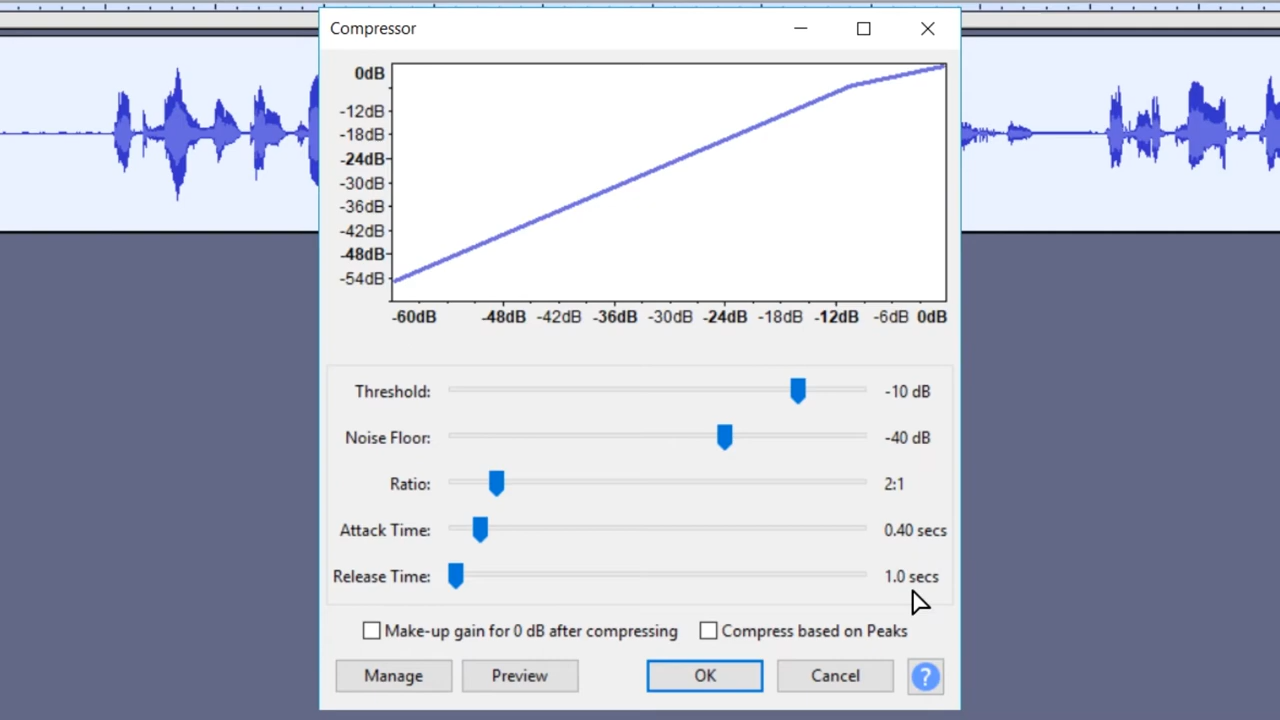 Compressor
0dB
-12dB
-18dB
-24dB
-30dB
-36dB
-42dB
-48dB
-54dB
-60dB -48dB -42dB -36dB -30dB -24dB -18dB -12dB -6dB 0dB
Threshold: -10 dB
Noise Floor: -40 dB
Ratio: 2:1
Attack Time: 0.40 secs
Release Time: 1.0 secs
Make-up gain for 0 dB after compressing Compress based on Peaks
Manage Preview OK Cancel ?